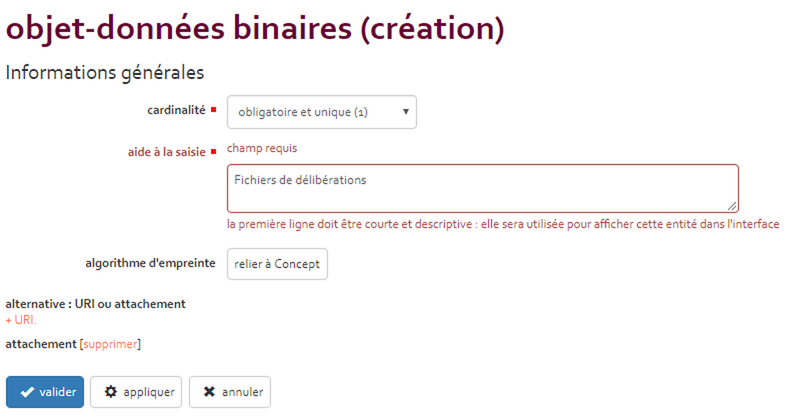 objet-données binaires (création)
Informations générales
cardinalité obligatoire et unique (1)
aide à la saisie champ requis
Fichiers de délibérations
la première ligne doit être courte et descriptive : elle sera utilisée pour afficher cette entité dans l'interface
algorithme d'empreinte relier à Concept
alternative : URI ou attachement
+ URI.
attachement [supprimer]
valider appliquer annuler